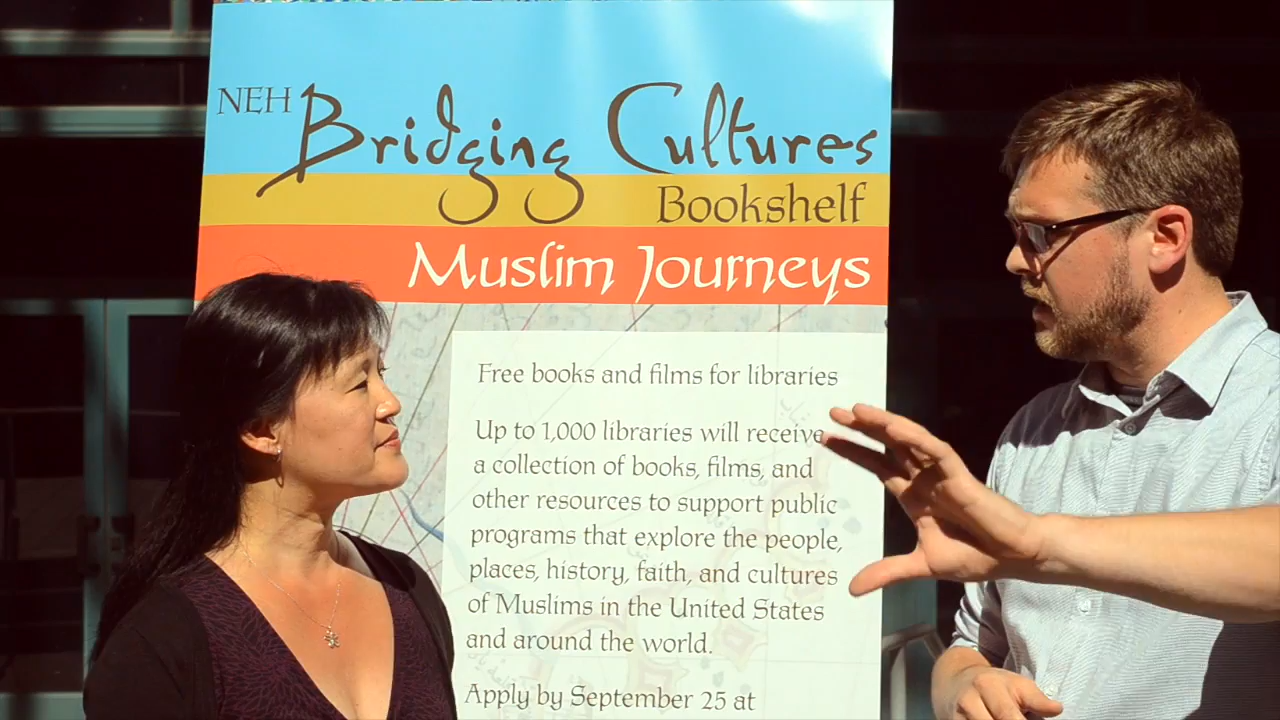 NEH Bridging Cultures
Bookshelf
Muslim Journeys
Free books and films for libraries
Up to 1,000 libraries will receive
a collection of books, films, and
other resources to support public
programs that explore the people,
places, history, faith, and cultures
of Muslims in the United States
and around the world.
Apply by September 25 at